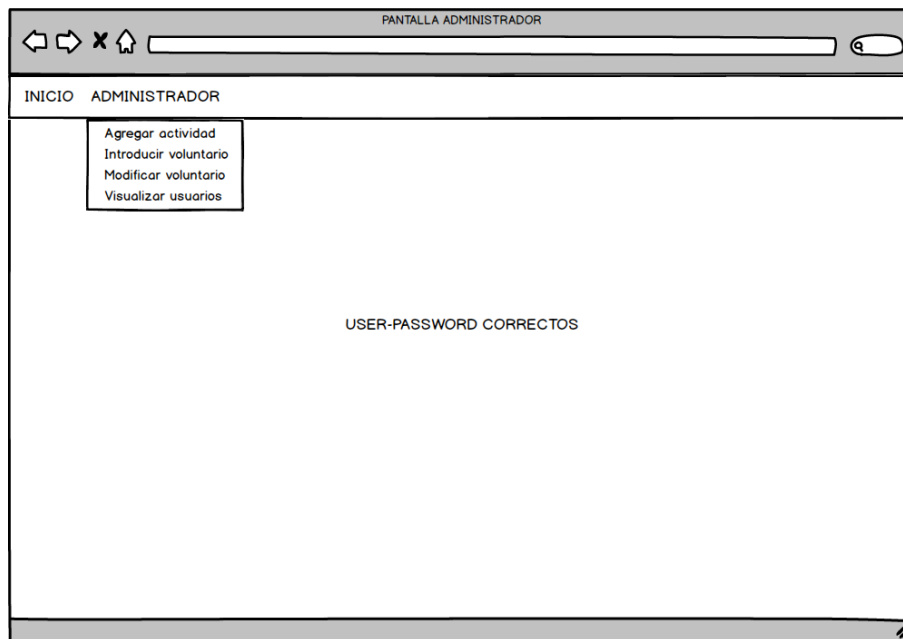 PANTALLA ADMINISTRADOR
INICIO ADMINISTRADOR
Agregar actividad
Introducir voluntario
Modificar voluntario
Visualizar usuarios
USER-PASSWORD CORRECTOS